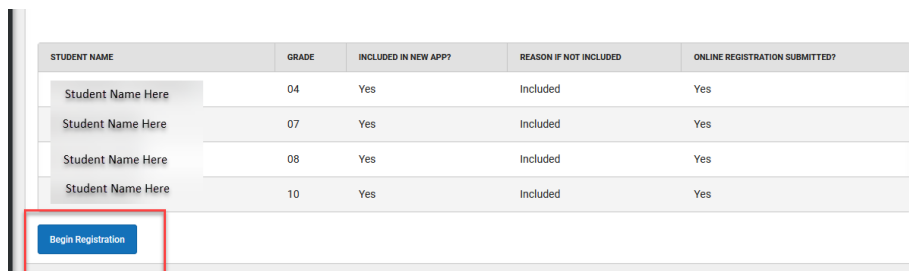 STUDENT NAME GRADE INCLUDED IN NEW APP? REASON IF NOT INCLUDED ONLINE REGISTRATION SUBMITTED?
Student Name Here 04 Yes Included Yes
Student Name Here 07 Yes Included Yes
Student Name Here 08 Yes Included Yes
Student Name Here 10 Yes Included Yes
Begin Registration